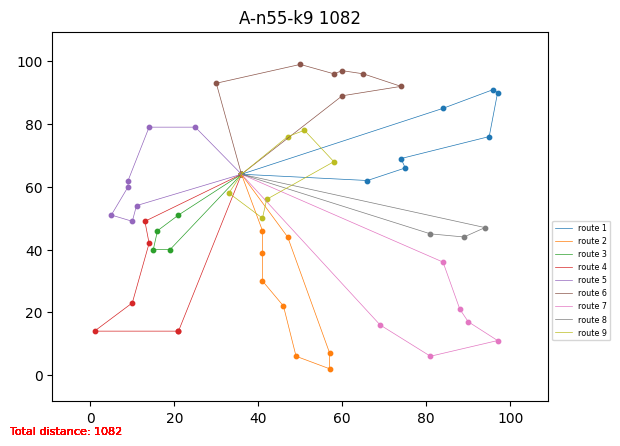 A-n55-k9 1082
100
80
60
40
20
0
0 20 40 60 80 100
route 1
route 2
route 3
route 4
route 5
route 6
route 7
route 8
route 9
Total distance: 1082